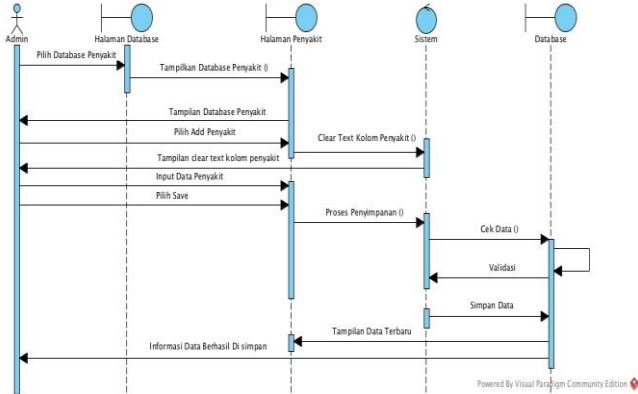 Admin
Halaman Database
Halaman Penyakit
Sistem
Database
Pilih Database Penyakit
Tampilkan Database Penyakit ()
Tampilan Database Penyakit
Pilih Add Penyakit
Clear Text Kolom Penyakit ()
Tampilan clear text kolom penyakit
Input Data Penyakit
Pilih Save
Proses Penyimpanan ()
Cek Data ()
Validasi
Simpan Data
Tampilan Data Terbaru
Informasi Data Berhasil Di simpan
Powered By Visual Paradigm Community Edition